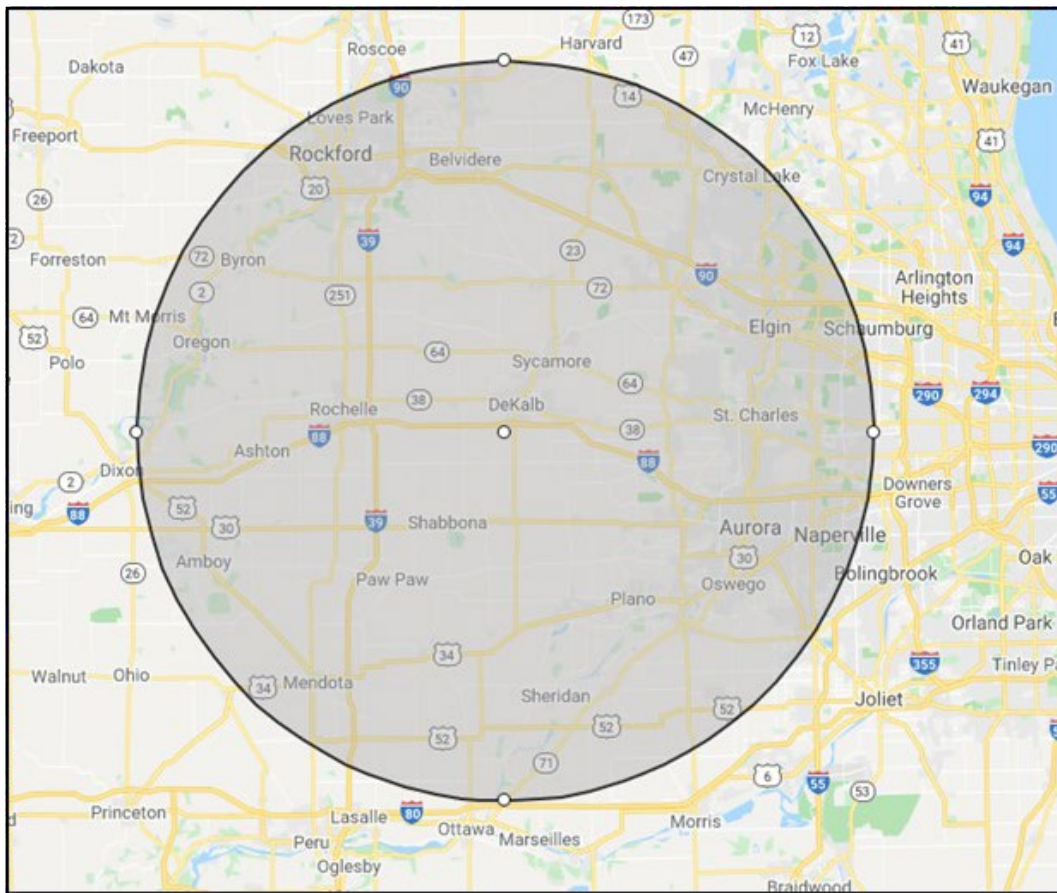 173
Roscoe
Harvard
12
41
Dakota
47
Fox Lake
90
Waukegan
14
McHenry
Loves Park
Freeport
41
Rockford
Belvidere
20
Crystal Lake
26
94
39
94
23
72
Forreston
Byron
90
Arlington
Heights
2
251
72
64
Mt Morris
Elgin
Schaumburg
52
Oregon
64
Polo
Sycamore
64
290
294
38
Rochelle
DeKalb
St. Charles
88
38
290
Ashton
88
Dixon
2
Downers
Grove
55
88
52
39
Shabbona
30
Aurora
Naperville
30
Oak
Amboy
26
Paw Paw
Oswego
Bolingbrook
Plano
Orland Park
34
355
Tinley Pa
Walnut
Ohio
34
Mendota
Sheridan
Joliet
52
52
52
71
6
55
53
Princeton
80
Lasalle
Ottawa
Marseilles
Morris
Peru
Oglesby
Braidwood